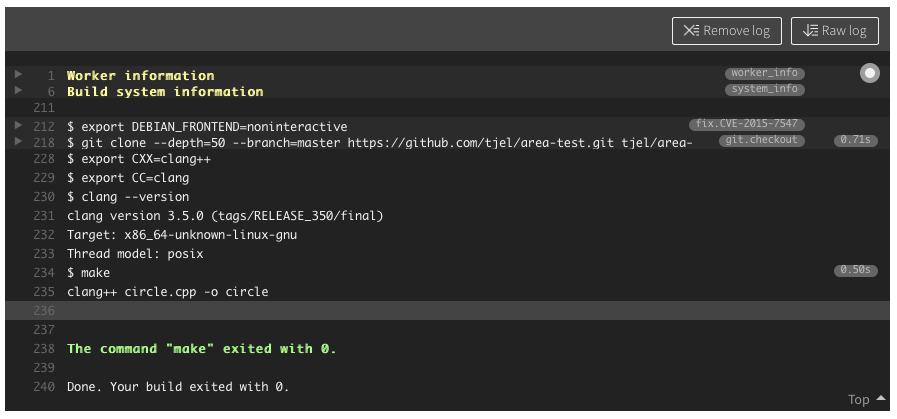 Remove log Raw log
1 Worker information worker_info
6 Build system information system_info
211
212 $ export DEBIAN_FRONTEND=noninteractive fix.CVE-2015-7547
218 $ git clone --depth=50 --branch=master https://github.com/tjel/area-test.git tjel/area- git.checkout 0.71s
228 $ export CXX=clang++
229 $ export CC=clang
230 $ clang --version
231 clang version 3.5.0 (tags/RELEASE_350/final)
232 Target: x86_64-unknown-linux-gnu
233 Thread model: posix
234 $ make 0.50s
235 clang++ circle.cpp -o circle
236
237
238 The command "make" exited with 0.
239
240 Done. Your build exited with 0.
Top